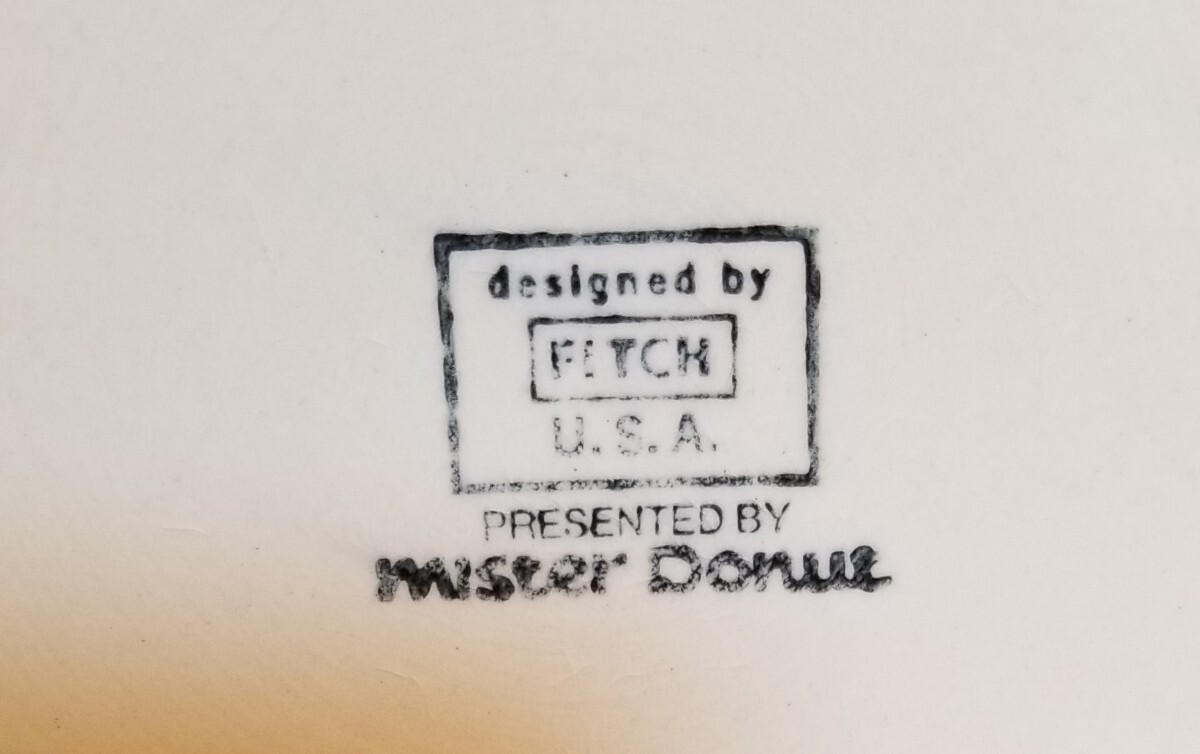 designed by
FITCH
U.S.A.
PRESENTED BY
mister Donut